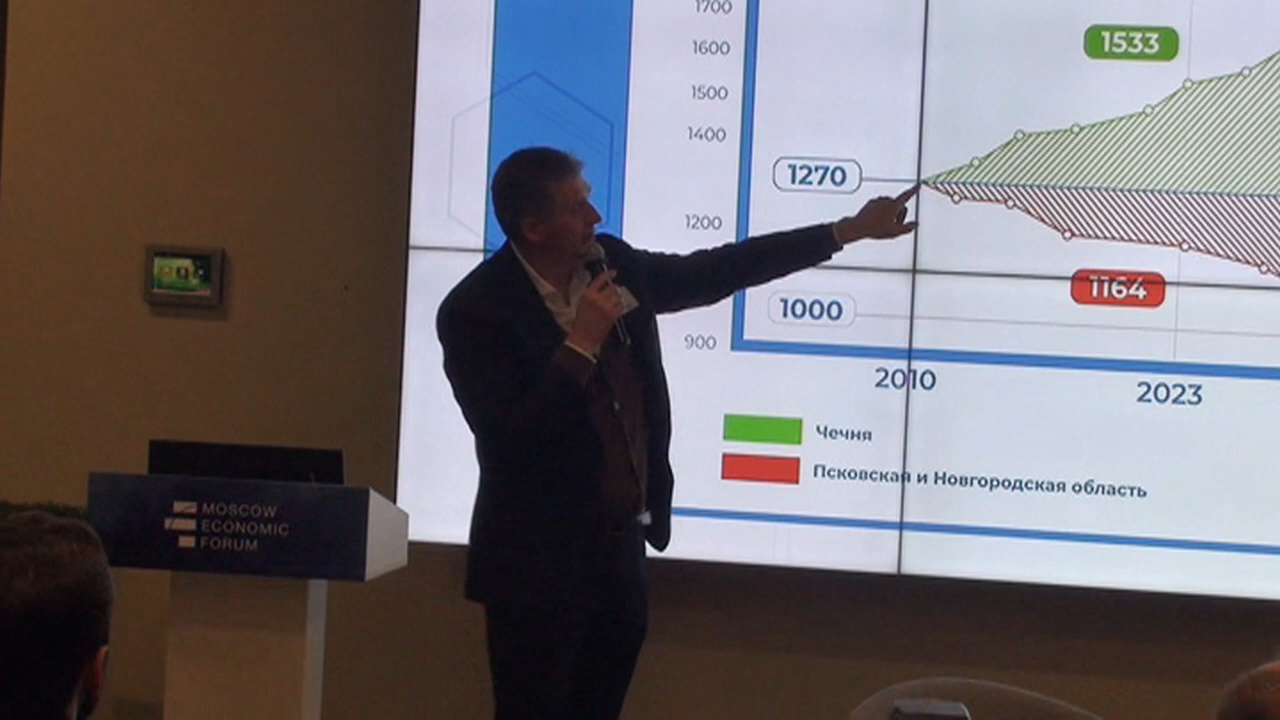 1700
1600
1500
1400
1200
900
1533
1270
1164
1000
2010
2023
Чечня
Псковская и Новгородская область
MOSCOW
ECONOMIC
FORUM